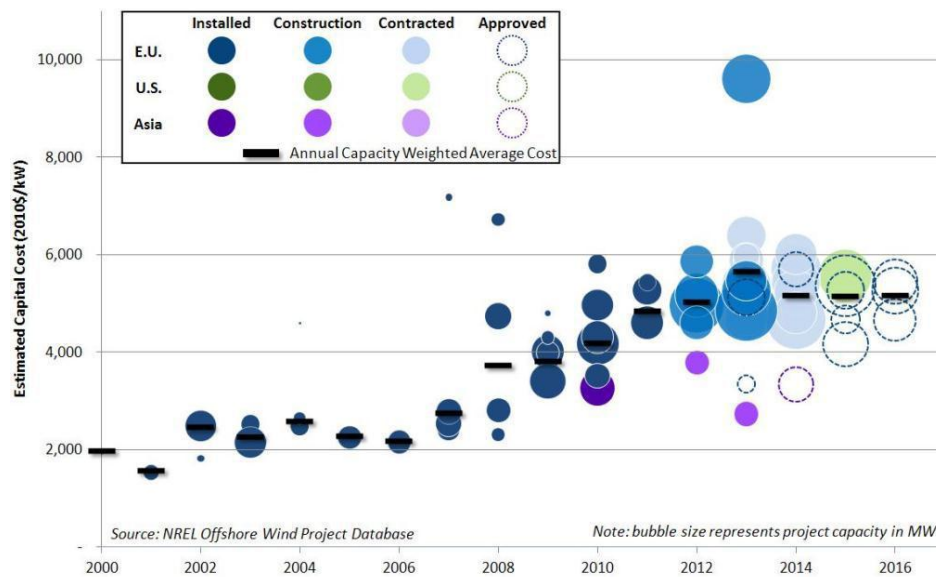 Installed Construction Contracted Approved
E.U.
U.S.
Asia
Annual Capacity Weighted Average Cost
Estimated Capital Cost (2010$/kW)
10,000
8,000
6,000
4,000
2,000
-
Source: NREL Offshore Wind Project Database
Note: bubble size represents project capacity in MW
2000 2002 2004 2006 2008 2010 2012 2014 2016